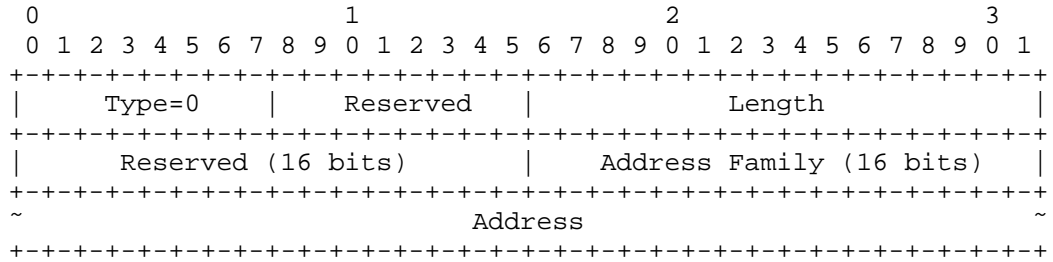 0                   1                   2                   3
 0 1 2 3 4 5 6 7 8 9 0 1 2 3 4 5 6 7 8 9 0 1 2 3 4 5 6 7 8 9 0 1
+-+-+-+-+-+-+-+-+-+-+-+-+-+-+-+-+-+-+-+-+-+-+-+-+-+-+-+-+-+-+-+-+
|     Type=0    |    Reserved   |            Length             |
+-+-+-+-+-+-+-+-+-+-+-+-+-+-+-+-+-+-+-+-+-+-+-+-+-+-+-+-+-+-+-+-+
|      Reserved (16 bits)       |    Address Family (16 bits)   |
+-+-+-+-+-+-+-+-+-+-+-+-+-+-+-+-+-+-+-+-+-+-+-+-+-+-+-+-+-+-+-+-+
~                            Address                            ~
+-+-+-+-+-+-+-+-+-+-+-+-+-+-+-+-+-+-+-+-+-+-+-+-+-+-+-+-+-+-+-+-+